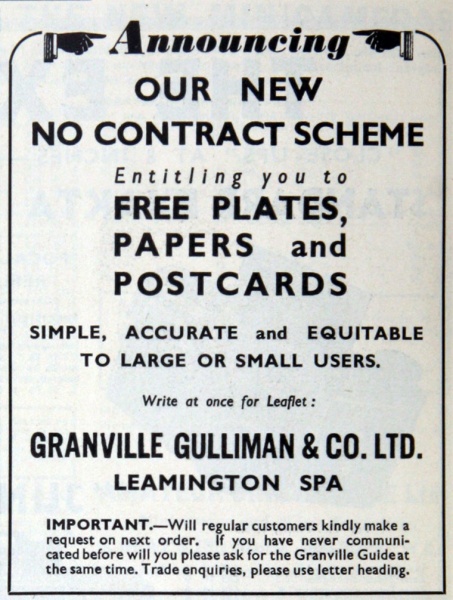 Announcing
OUR NEW
NO CONTRACT SCHEME
Entitling you to
FREE PLATES,
PAPERS and
POSTCARDS
SIMPLE, ACCURATE and EQUITABLE
TO LARGE OR SMALL USERS.
Write at once for Leaflet :
GRANVILLE GULLIMAN & CO. LTD.
LEAMINGTON SPA
IMPORTANT.—Will regular customers kindly make a
request on next order. If you have never communi-
cated before will you please ask for the Granville Guide at
the same time. Trade enquiries, please use letter heading.